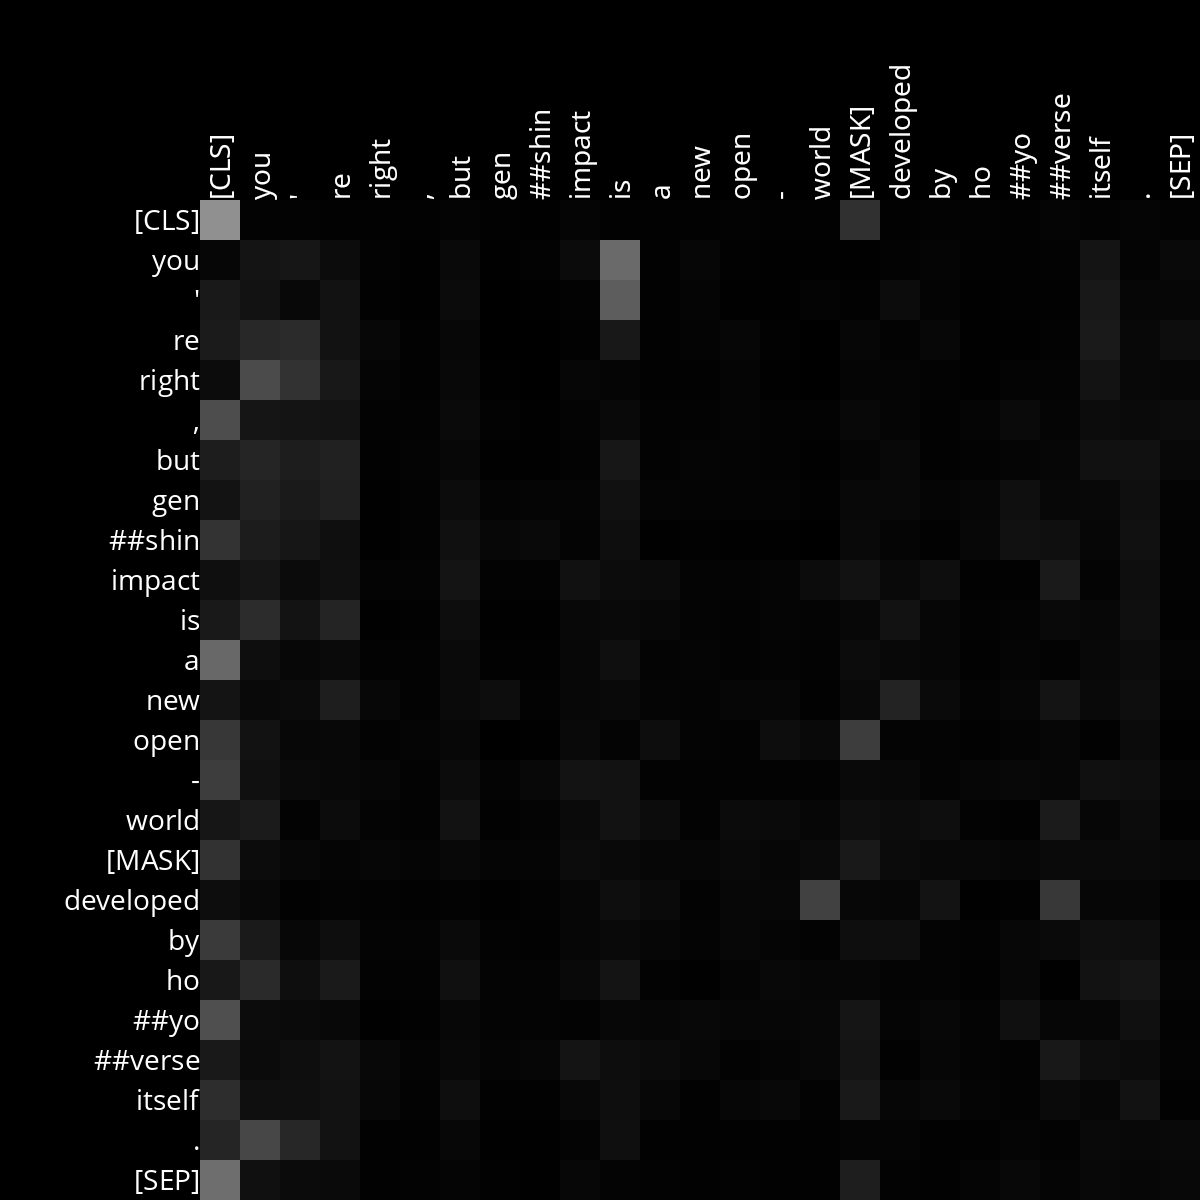 [CLS] you ' re right , but gen ##shin impact is a new open - world [MASK] developed by ho ##yo ##verse itself . [SEP]
[CLS]
you
'
re
right
,
but
gen
##shin
impact
is
a
new
open
-
world
[MASK]
developed
by
ho
##yo
##verse
itself
.
[SEP]